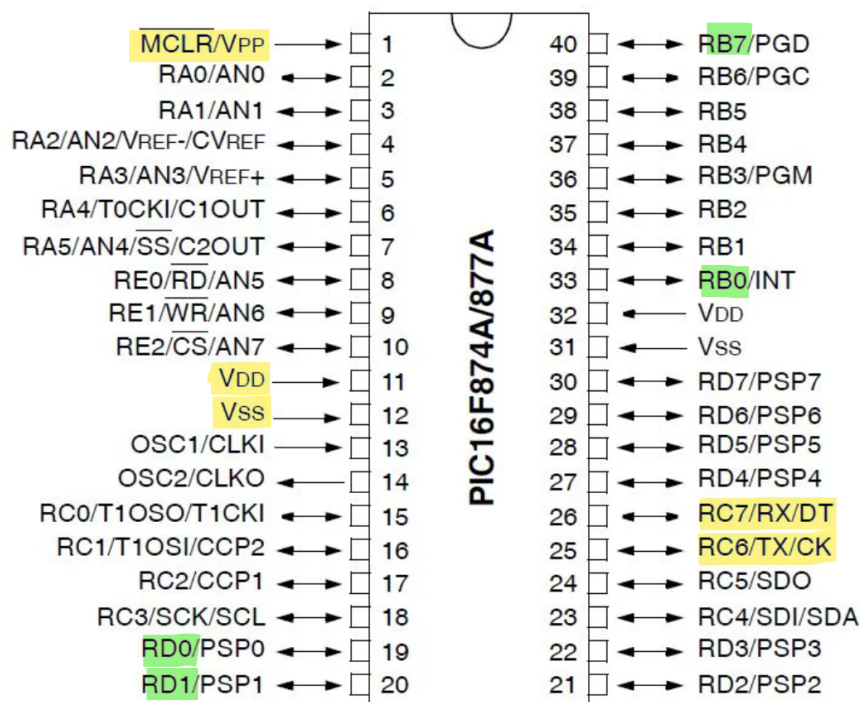 MCLR/VPP 1 40 RB7/PGD
RA0/AN0 2 39 RB6/PGC
RA1/AN1 3 38 RB5
RA2/AN2/VREF-/CVREF 4 37 RB4
RA3/AN3/VREF+ 5 36 RB3/PGM
RA4/T0CKI/C1OUT 6 35 RB2
RA5/AN4/SS/C2OUT 7 34 RB1
RE0/RD/AN5 8 33 RB0/INT
RE1/WR/AN6 9 32 VDD
RE2/CS/AN7 10 31 VSS
VDD 11 30 RD7/PSP7
VSS 12 29 RD6/PSP6
OSC1/CLKI 13 28 RD5/PSP5
OSC2/CLKO 14 27 RD4/PSP4
RC0/T1OSO/T1CKI 15 26 RC7/RX/DT
RC1/T1OSI/CCP2 16 25 RC6/TX/CK
RC2/CCP1 17 24 RC5/SDO
RC3/SCK/SCL 18 23 RC4/SDI/SDA
RD0/PSP0 19 22 RD3/PSP3
RD1/PSP1 20 21 RD2/PSP2
PIC16F874A/877A